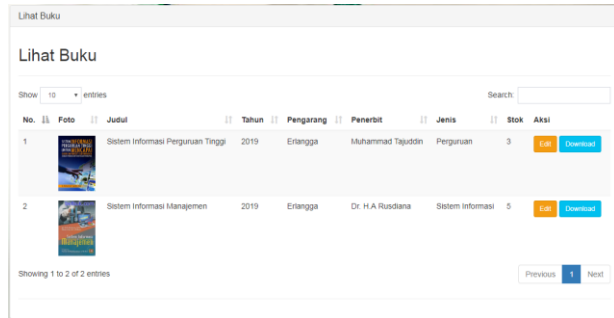 Lihat Buku
Lihat Buku
Show 10 entries
Search:
No. Foto Judul Tahun Pengarang Penerbit Jenis Stok Aksi
1 Sistem Informasi Perguruan Tinggi 2019 Erlangga Muhammad Tajuddin Perguruan 3 Edit Download
2 Sistem Informasi Manajemen 2019 Erlangga Dr. H.A Rusdiana Sistem Informasi 5 Edit Download
Manajemen
Showing 1 to 2 of 2 entries
Previous 1 Next